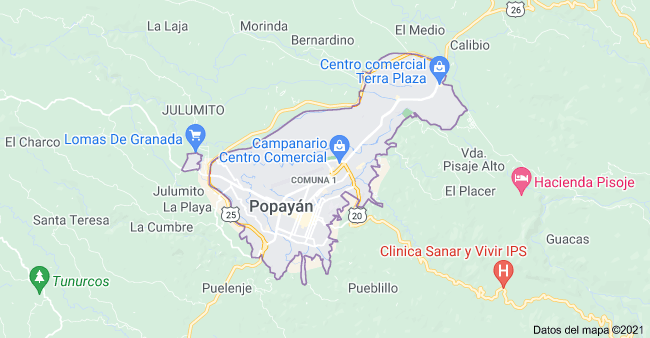 26
El Medio
La Laja
Morinda
Bernardino
Calibio
Centro comercial
Terra Plaza
JULUMITO
El Charco
Lomas De Granada
Campanario
Centro Comercial
Vda.
Pisaje Alto
COMUNA 1
El Placer
Hacienda Pisoje
Julumito
La Playa
Popayán
25
20
Santa Teresa
La Cumbre
Guacas
Clinica Sanar y Vivir IPS
H
Tunurcos
Puelenje
Pueblillo
Datos del mapa ©2021